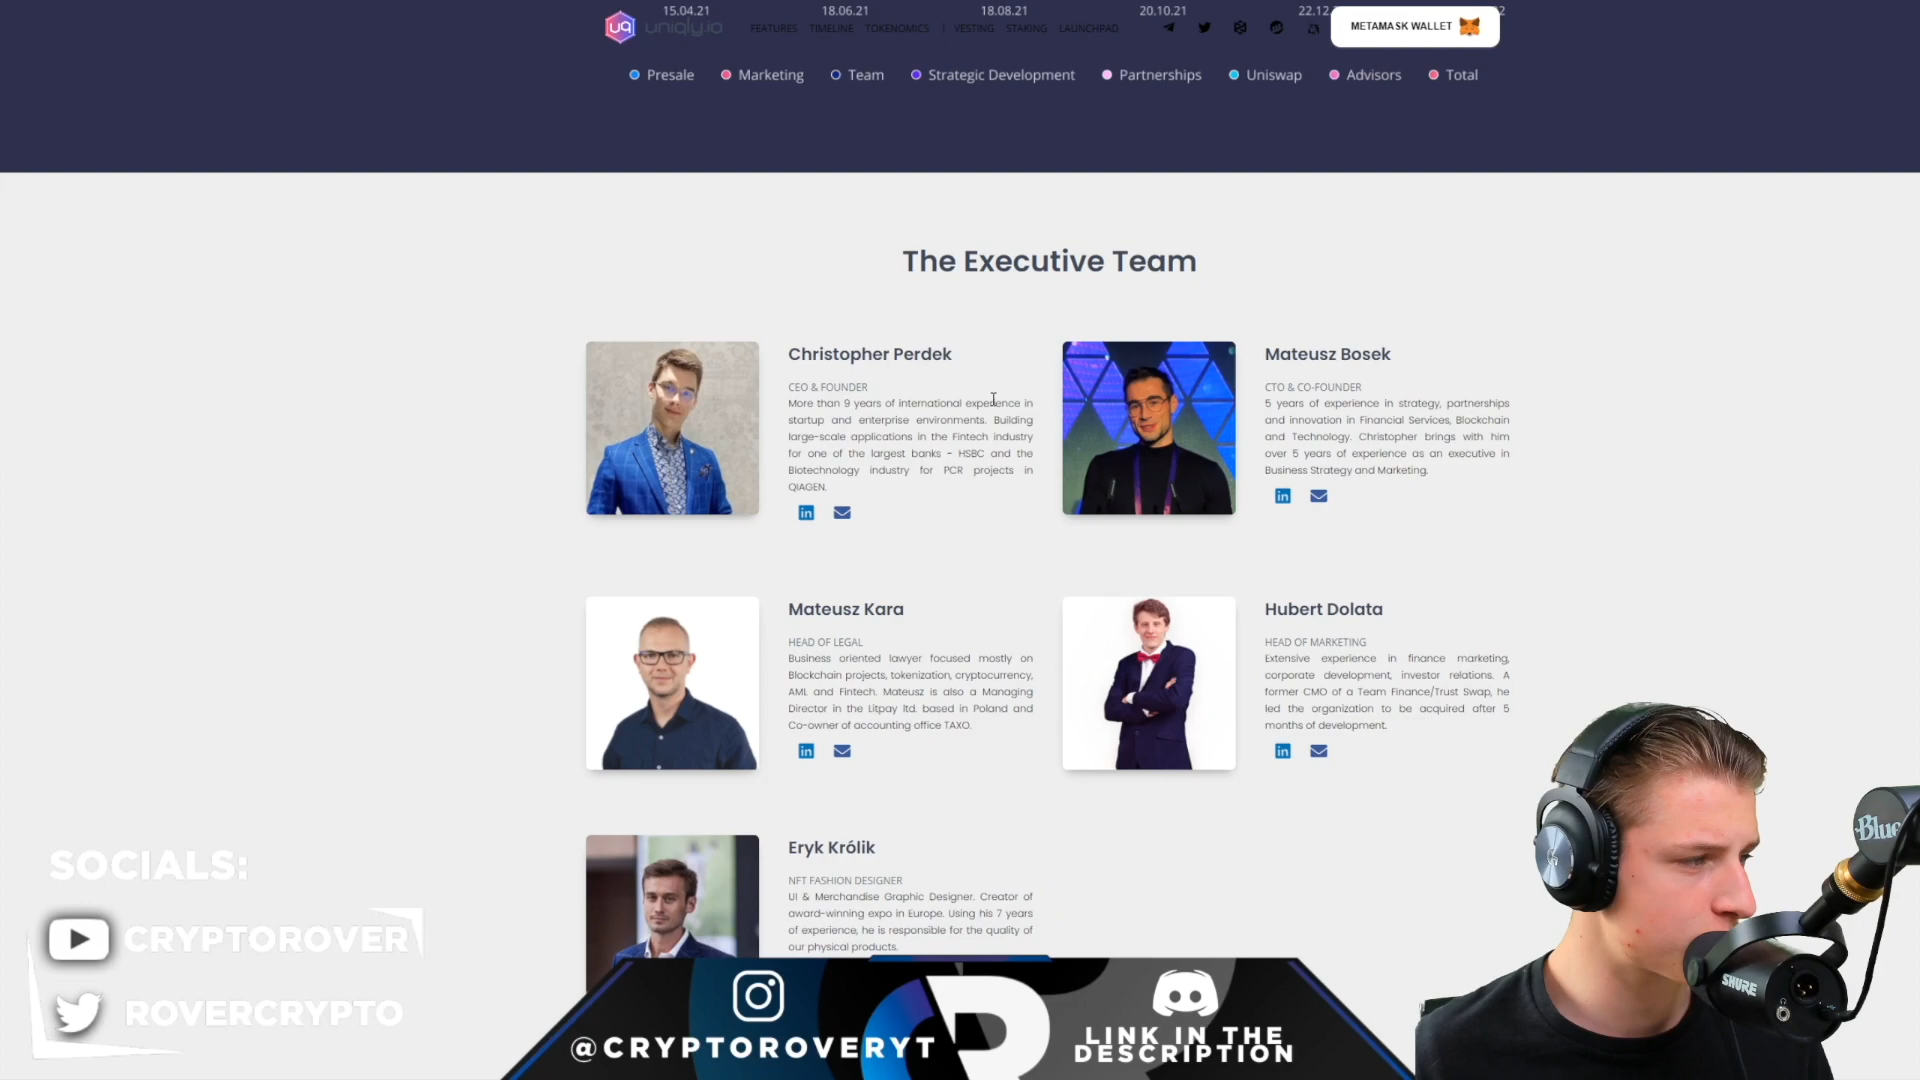 15.04.21 18.06.21 18.08.21 20.10.21 22.12
uniqly.io FEATURES TIMELINE TOKENOMICS | VESTING STAKING LAUNCHPAD METAMASK WALLET
Presale Marketing Team Strategic Development Partnerships Uniswap Advisors Total
The Executive Team
Christopher Perdek
CEO & FOUNDER
More than 9 years of international experience in
startup and enterprise environments. Building
large-scale applications in the Fintech industry
for one of the largest banks - HSBC and the
Biotechnology industry for PCR projects in
QIAGEN.
Mateusz Bosek
CTO & CO-FOUNDER
5 years of experience in strategy, partnerships
and innovation in Financial Services, Blockchain
and Technology. Christopher brings with him
over 5 years of experience as an executive in
Business Strategy and Marketing.
Mateusz Kara
HEAD OF LEGAL
Business oriented lawyer focused mostly on
Blockchain projects, tokenization, cryptocurrency,
AML and Fintech. Mateusz is also a Managing
Director in the Litpay ltd. based in Poland and
Co-owner of accounting office TAXO.
Hubert Dolata
HEAD OF MARKETING
Extensive experience in finance marketing,
corporate development, investor relations. A
former CMO of a Team Finance/Trust Swap, he
led the organization to be acquired after 5
months of development.
Eryk Królik
NFT FASHION DESIGNER
UI & Merchandise Graphic Designer. Creator of
award-winning expo in Europe. Using his 7 years
of experience, he is responsible for the quality of
our physical products.
SOCIALS:
CRYPTOROVER
ROVERCRYPTO
@CRYPTOROVERYT
LINK IN THE
DESCRIPTION
Blue
SHURE